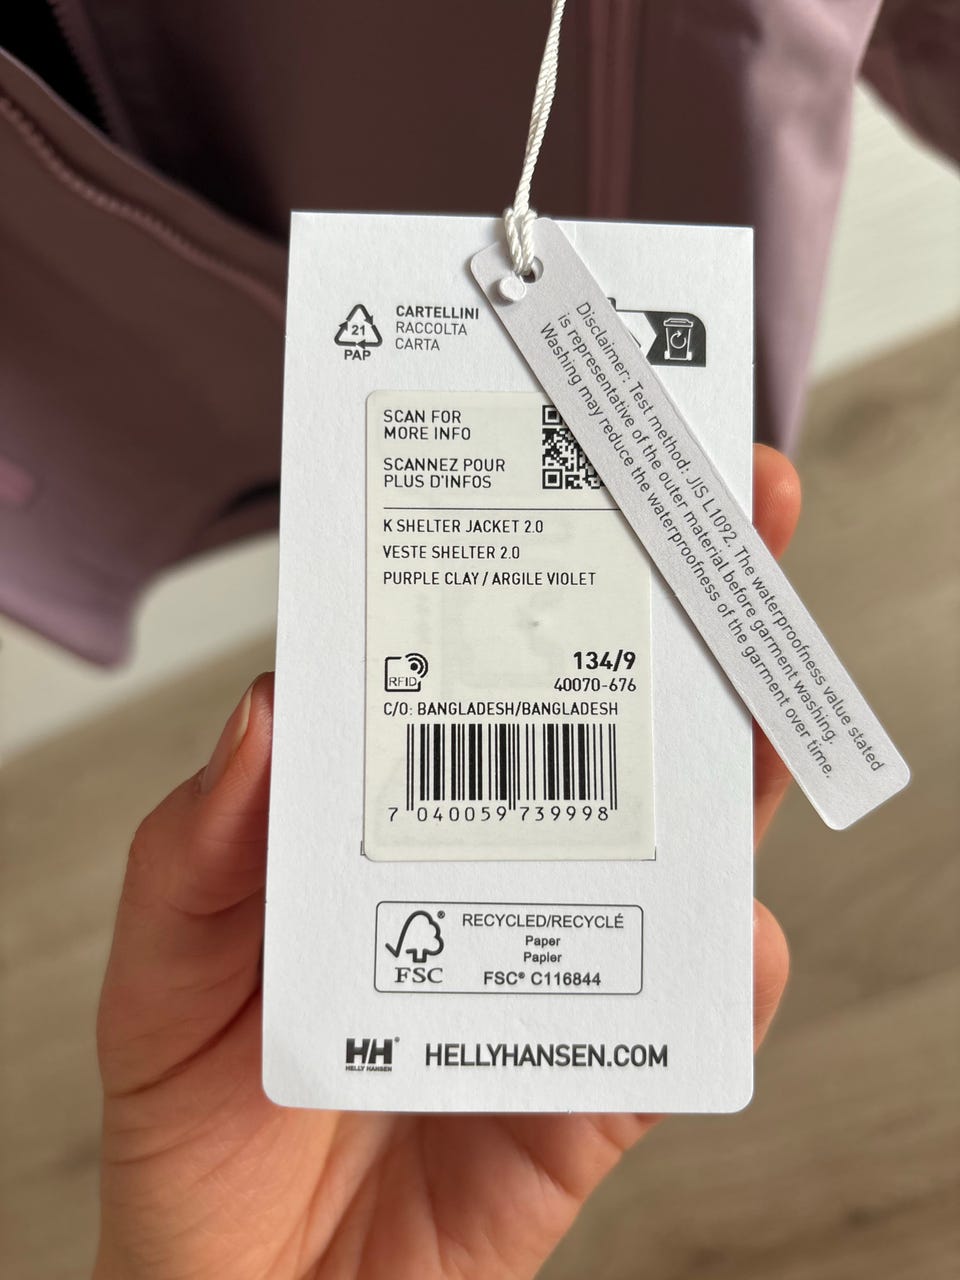 21
PAP
CARTELLINI
RACCOLTA
CARTA
Disclaimer: Test method: JIS L1092. The waterproofness value stated
is representative of the outer material before garment washing.
Washing may reduce the waterproofness of the garment over time.
SCAN FOR
MORE INFO
SCANNEZ POUR
PLUS D'INFOS
K SHELTER JACKET 2.0
VESTE SHELTER 2.0
PURPLE CLAY / ARGILE VIOLET
RFID
134/9
40070-676
C/O: BANGLADESH/BANGLADESH
7 040059 739998
FSC®
RECYCLED/RECYCLÉ
Paper
Papier
FSC® C116844
HH®
HELLY HANSEN
HELLYHANSEN.COM